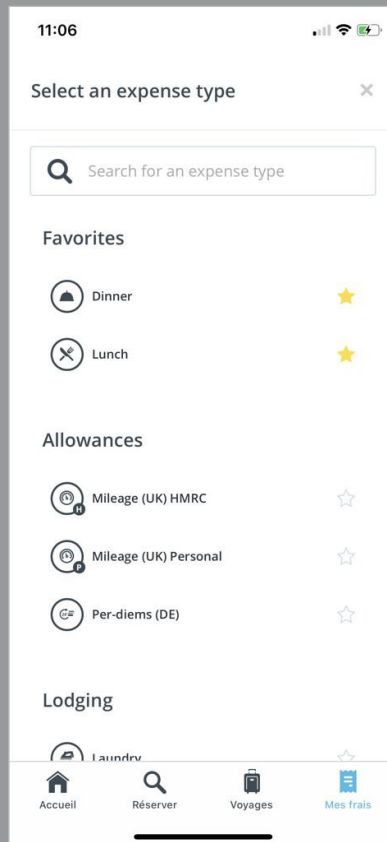 11:06
Select an expense type
Search for an expense type
Favorites
Dinner
Lunch
Allowances
H
Mileage (UK) HMRC
P
Mileage (UK) Personal
Per-diems (DE)
Lodging
Laundry
Accueil Réserver Voyages Mes frais